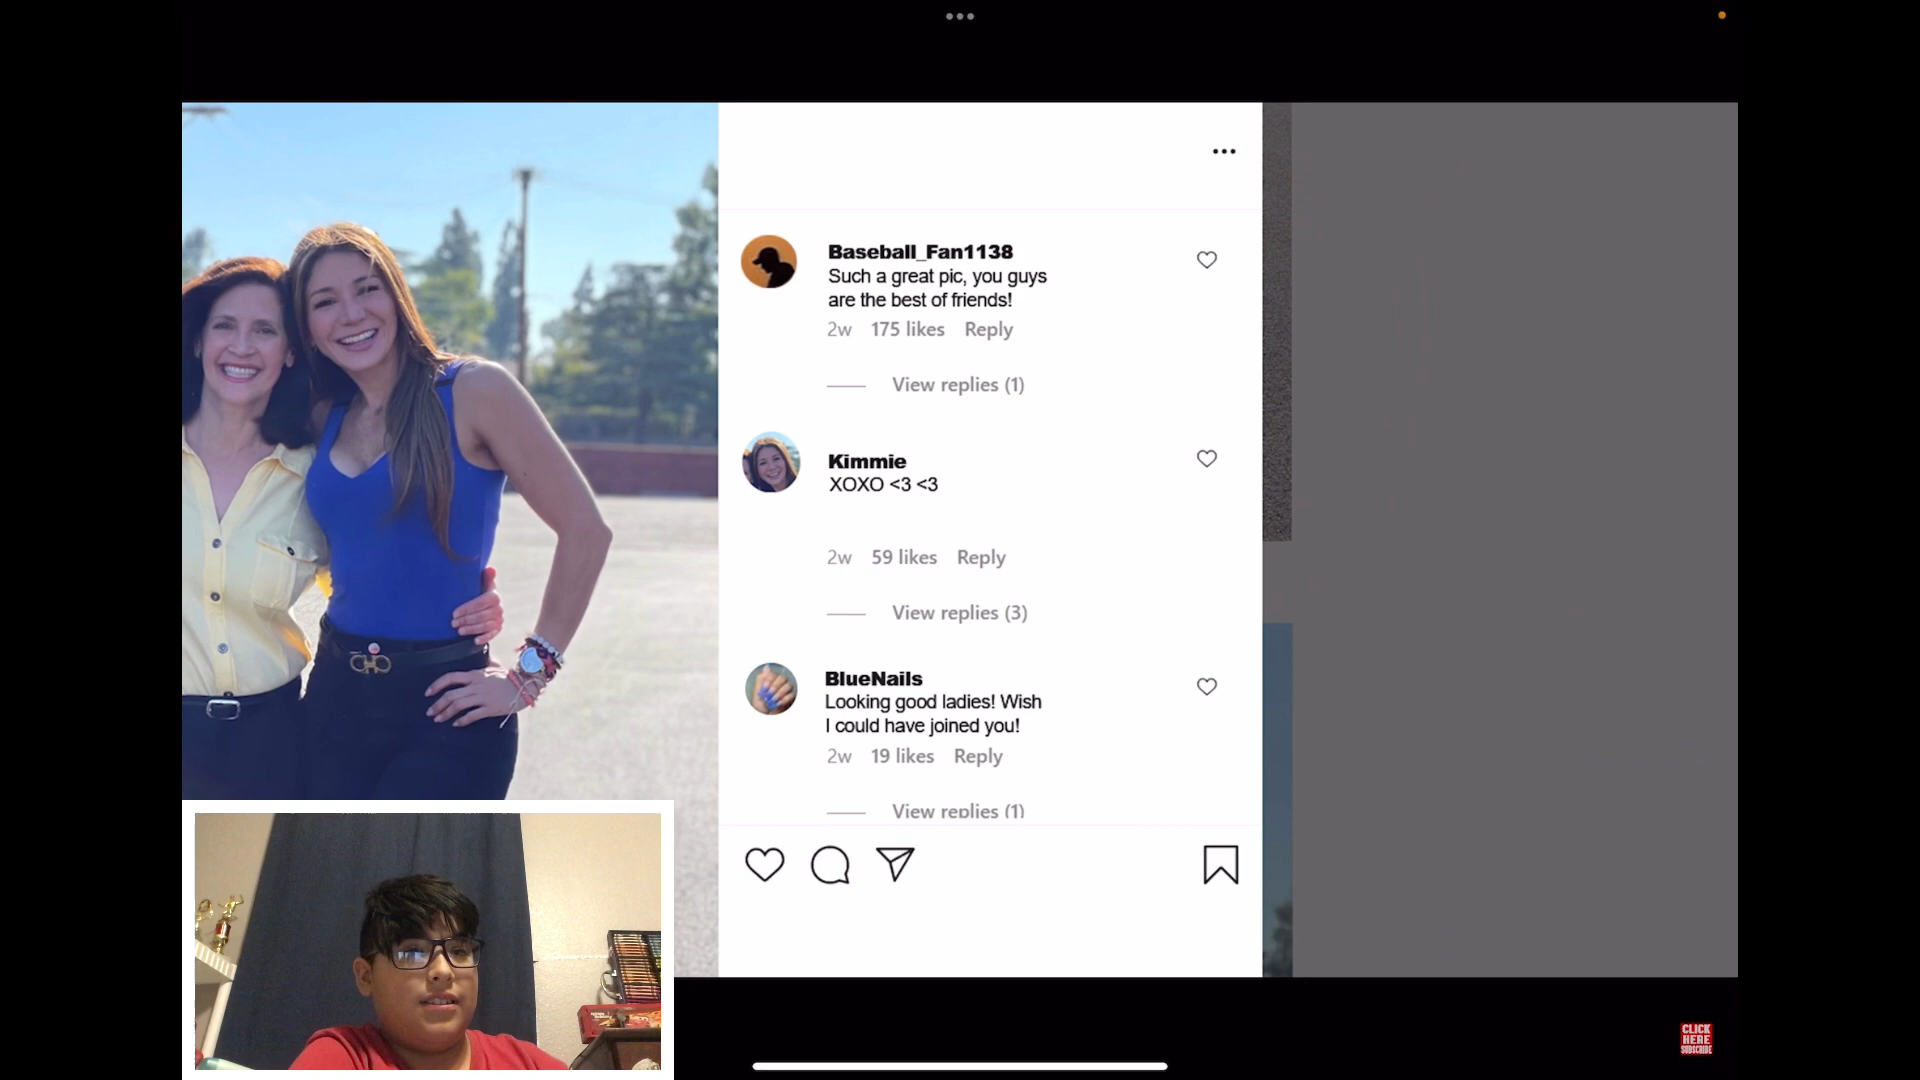 Baseball_Fan1138
Such a great pic, you guys
are the best of friends!
2w 175 likes Reply
View replies (1)
Kimmie
XOXO <3 <3
2w 59 likes Reply
View replies (3)
BlueNails
Looking good ladies! Wish
I could have joined you!
2w 19 likes Reply
View replies (1)
CLICK
HERE
SUBSCRIBE